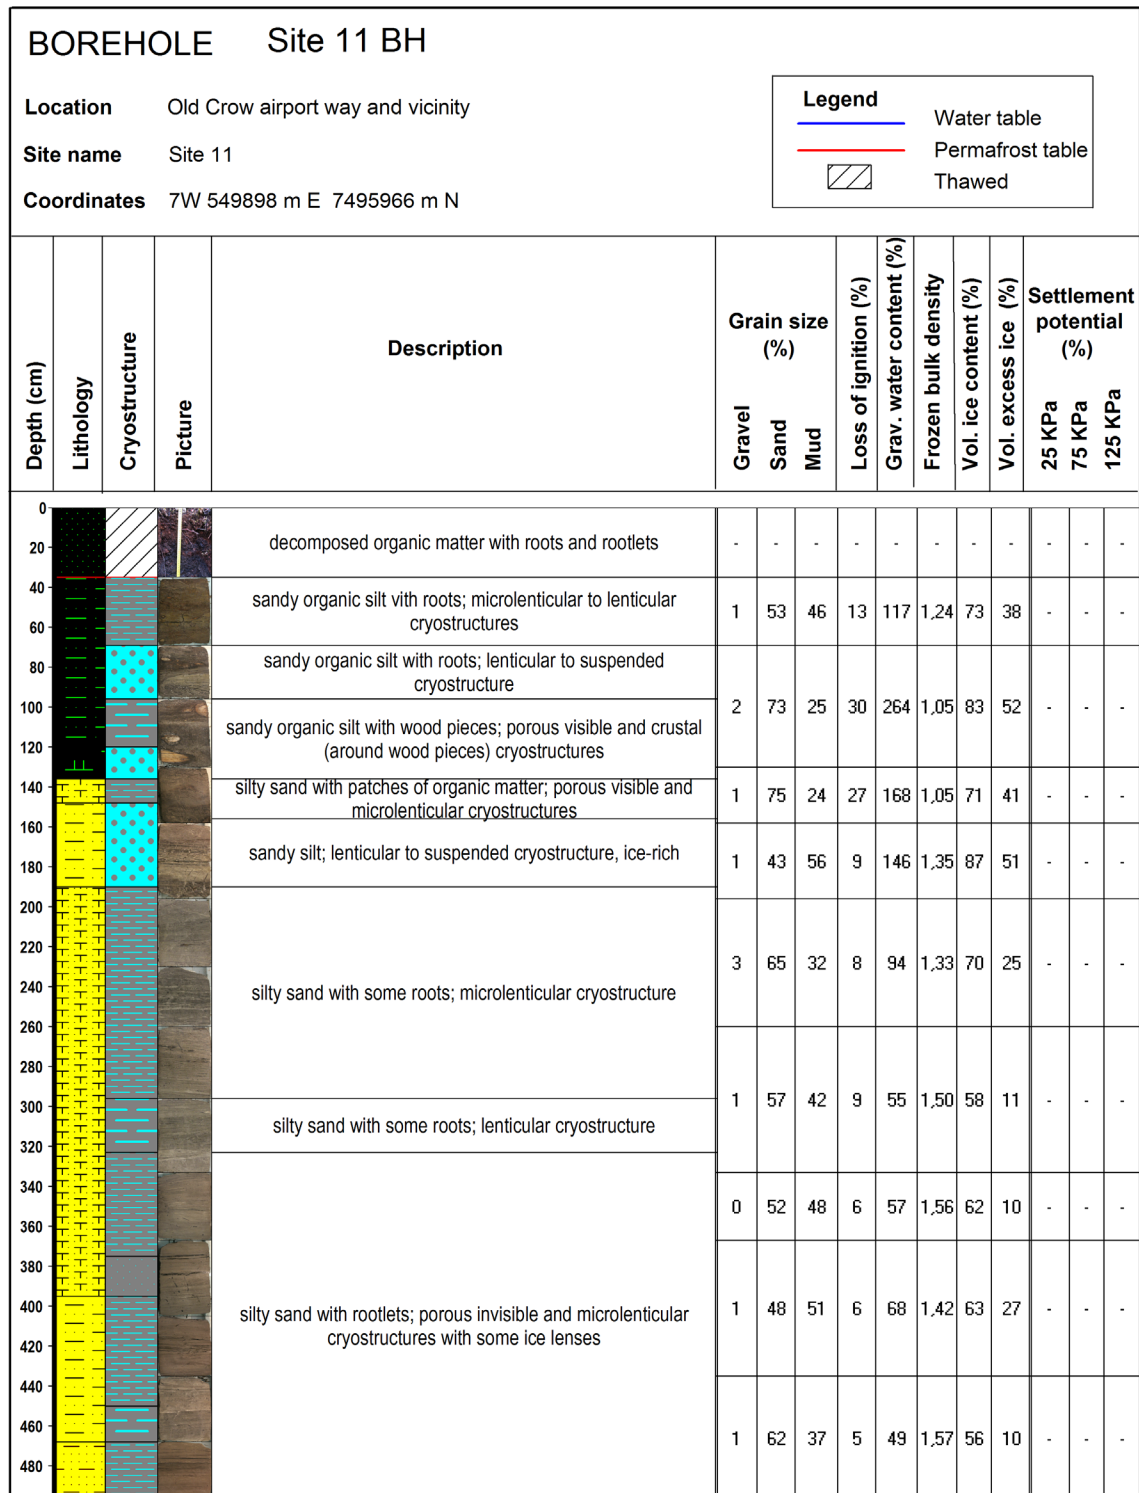 BOREHOLE Site 11 BH
Location Old Crow airport way and vicinity
Site name Site 11
Coordinates 7W 549898 m E 7495966 m N
Legend
Water table
Permafrost table
Thawed
Depth (cm)
Lithology
Cryostructure
Picture
Description
Grain size
(%)
Gravel
Sand
Mud
Loss of ignition (%)
Grav. water content (%)
Frozen bulk density
Vol. ice content (%)
Vol. excess ice (%)
Settlement
potential
(%)
25 KPa
75 KPa
125 KPa
0
decomposed organic matter with roots and rootlets - - - - - - - - - - -
20
40
sandy organic silt vith roots; microlenticular to lenticular
cryostructures
1 53 46 13 117 1,24 73 38 - - -
60
sandy organic silt with roots; lenticular to suspended
cryostructure
80
100
2 73 25 30 264 1,05 83 52 - - -
sandy organic silt with wood pieces; porous visible and crustal
(around wood pieces) cryostructures
120
140
silty sand with patches of organic matter; porous visible and
microlenticular cryostructures
1 75 24 27 168 1,05 71 41 - - -
160
sandy silt; lenticular to suspended cryostructure, ice-rich
1 43 56 9 146 1,35 87 51 - - -
180
200
220
3 65 32 8 94 1,33 70 25 - - -
240
silty sand with some roots; microlenticular cryostructure
260
280
300
1 57 42 9 55 1,50 58 11 - - -
silty sand with some roots; lenticular cryostructure
320
340
0 52 48 6 57 1,56 62 10 - - -
360
380
400
silty sand with rootlets; porous invisible and microlenticular
cryostructures with some ice lenses
1 48 51 6 68 1,42 63 27 - - -
420
440
460
1 62 37 5 49 1,57 56 10 - - -
480